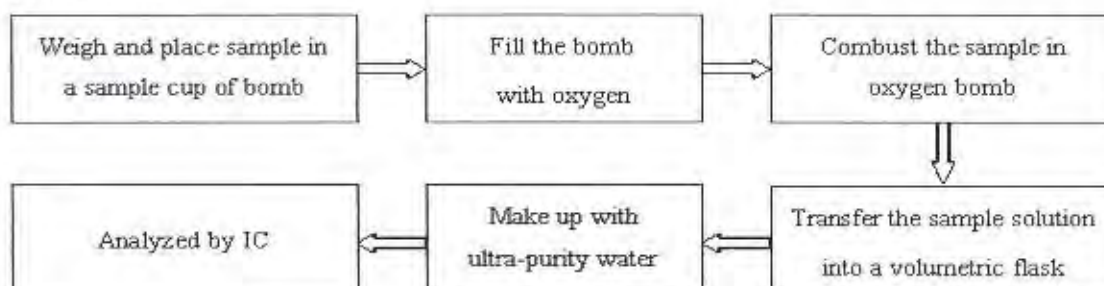 Weigh and place sample in
a sample cup of bomb
Fill the bomb
with oxygen
Combust the sample in
oxygen bomb
Transfer the sample solution
into a volumetric flask
Make up with
ultra-purity water
Analyzed by IC